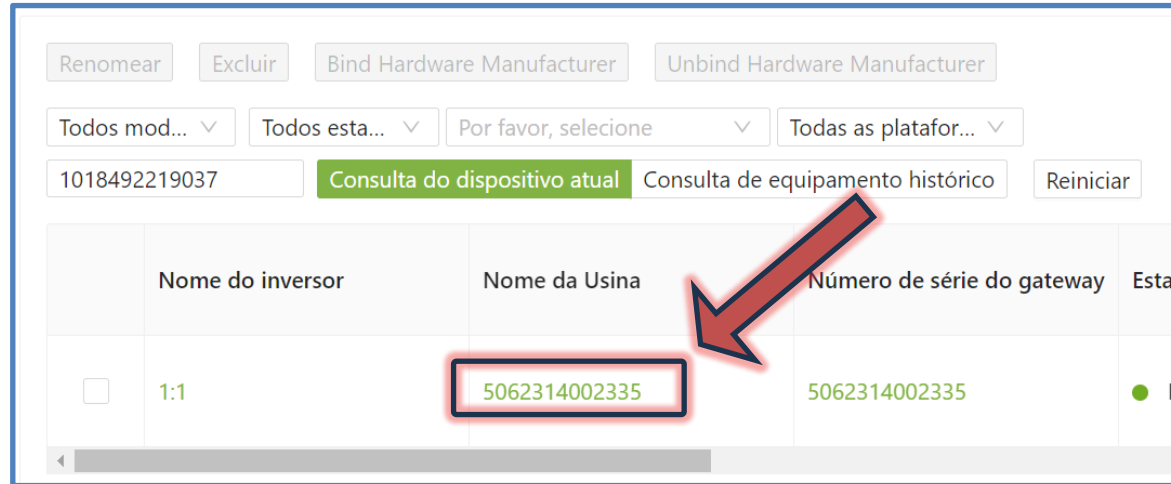 Renomear Excluir Bind Hardware Manufacturer Unbind Hardware Manufacturer
Todos mod... Todos esta... Por favor, selecione Todas as platafor...
1018492219037 Consulta do dispositivo atual Consulta de equipamento histórico Reiniciar
Nome do inversor Nome da Usina Número de série do gateway Esta
1:1 5062314002335 5062314002335